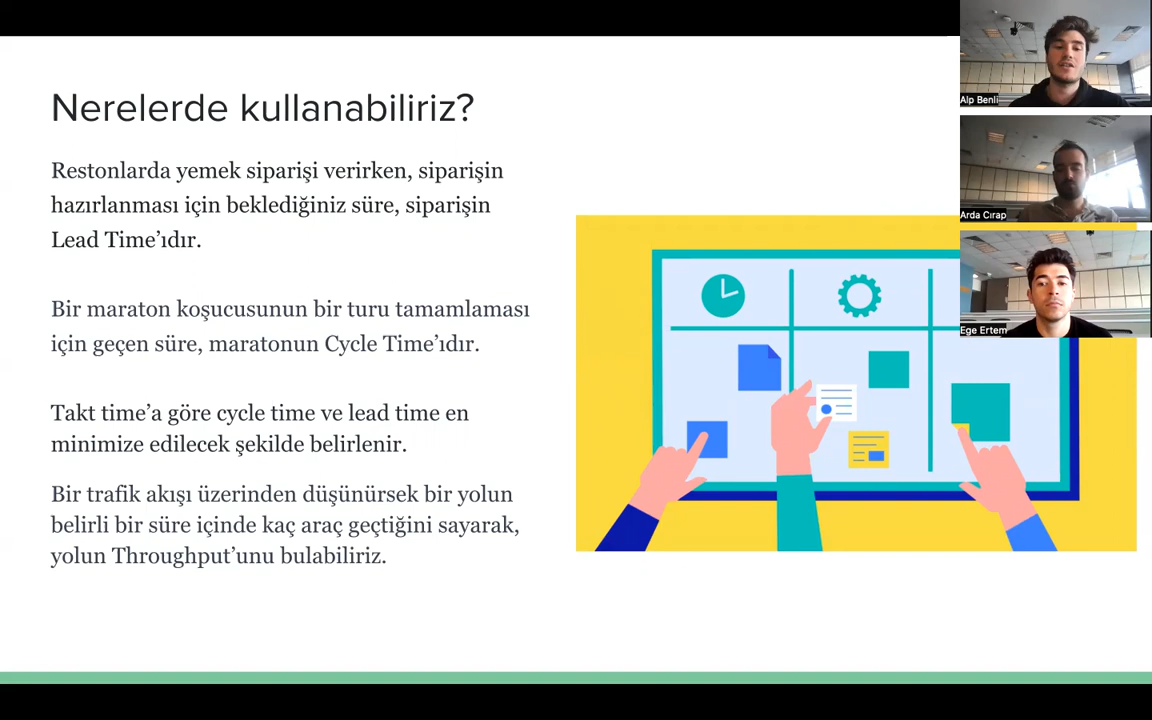 Nerelerde kullanabiliriz?
Restonlarda yemek siparişi verirken, siparişin
hazırlanması için beklediğiniz süre, siparişin
Lead Time'ıdır.
Bir maraton koşucusunun bir turu tamamlaması
için geçen süre, maratonun Cycle Time'ıdır.
Takt time'a göre cycle time ve lead time en
minimize edilecek şekilde belirlenir.
Bir trafik akışı üzerinden düşünürsek bir yolun
belirli bir süre içinde kaç araç geçtiğini sayarak,
yolun Throughput'unu bulabiliriz.
Alp Benli
Arda Cırap
Ege Ertem